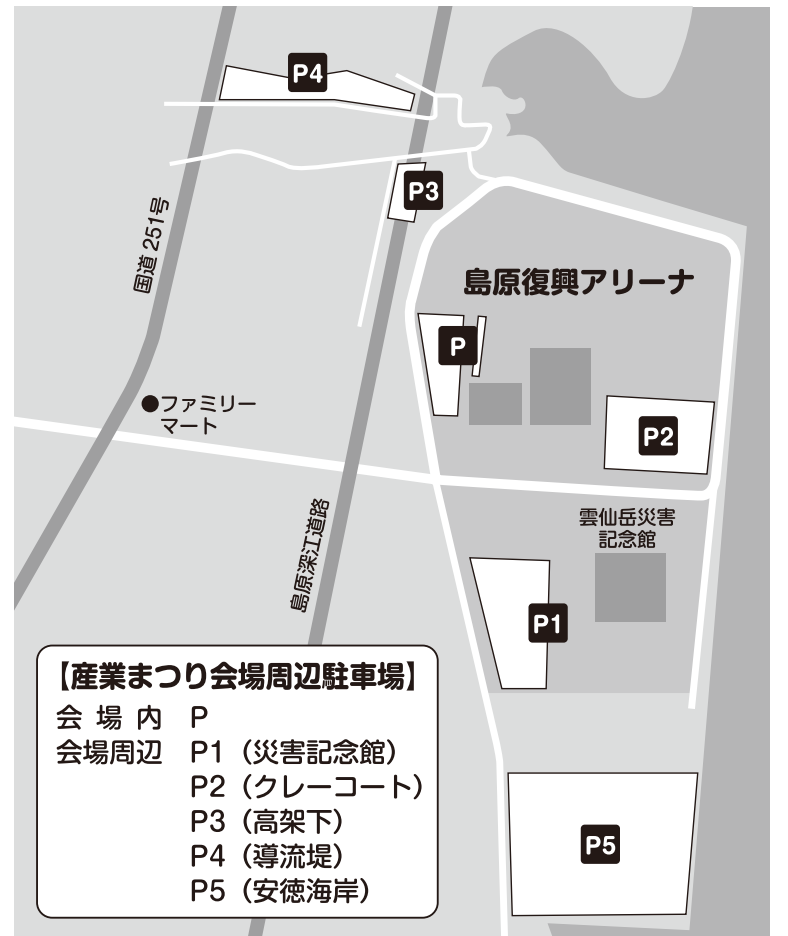 P4
P3
国道251号
島原復興アリーナ
P
●ファミリー
マート
P2
雲仙岳災害
記念館
島原深江道路
P1
【産業まつり会場周辺駐車場】
会場内 P
会場周辺 P1（災害記念館）
P2（クレーコート）
P3（高架下）
P4（導流堤）
P5（安徳海岸）
P5